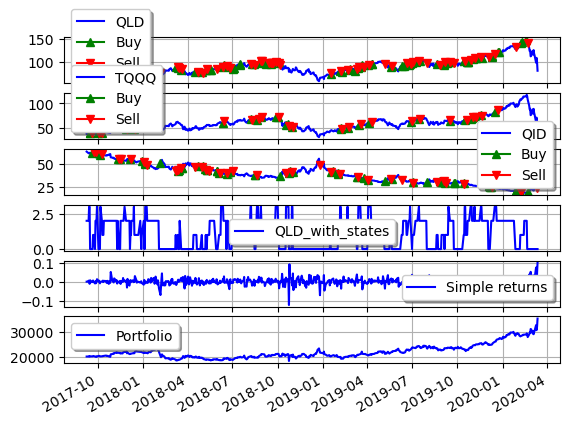 QLD
Buy
Sell
150
100
TQQQ
Buy
Sell
100
50
QID
Buy
Sell
50
25
QLD_with_states
2.5
0.0
Simple returns
0.1
0.0
−0.1
Portfolio
30000
20000
2017-10
2018-01
2018-04
2018-07
2018-10
2019-01
2019-04
2019-07
2019-10
2020-01
2020-04